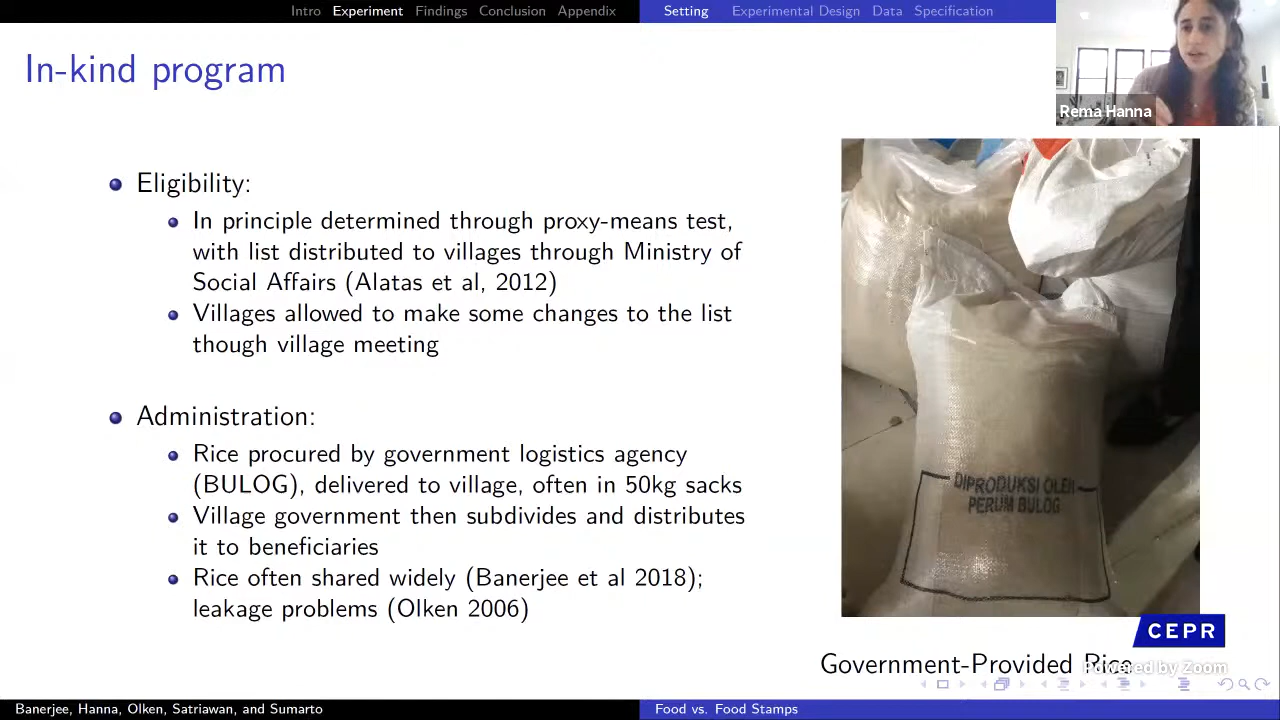 Intro Experiment Findings Conclusion Appendix
Setting Experimental Design Data Specification
In-kind program
Rema Hanna
Eligibility:
In principle determined through proxy-means test,
with list distributed to villages through Ministry of
Social Affairs (Alatas et al, 2012)
Villages allowed to make some changes to the list
though village meeting
Administration:
Rice procured by government logistics agency
(BULOG), delivered to village, often in 50kg sacks
Village government then subdivides and distributes
it to beneficiaries
Rice often shared widely (Banerjee et al 2018);
leakage problems (Olken 2006)
DIPRODUKSI OLEH
PERUM BULOG
CEPR
Government-Provided Rice
Powered by Zoom
Banerjee, Hanna, Olken, Satriawan, and Sumarto
Food vs. Food Stamps